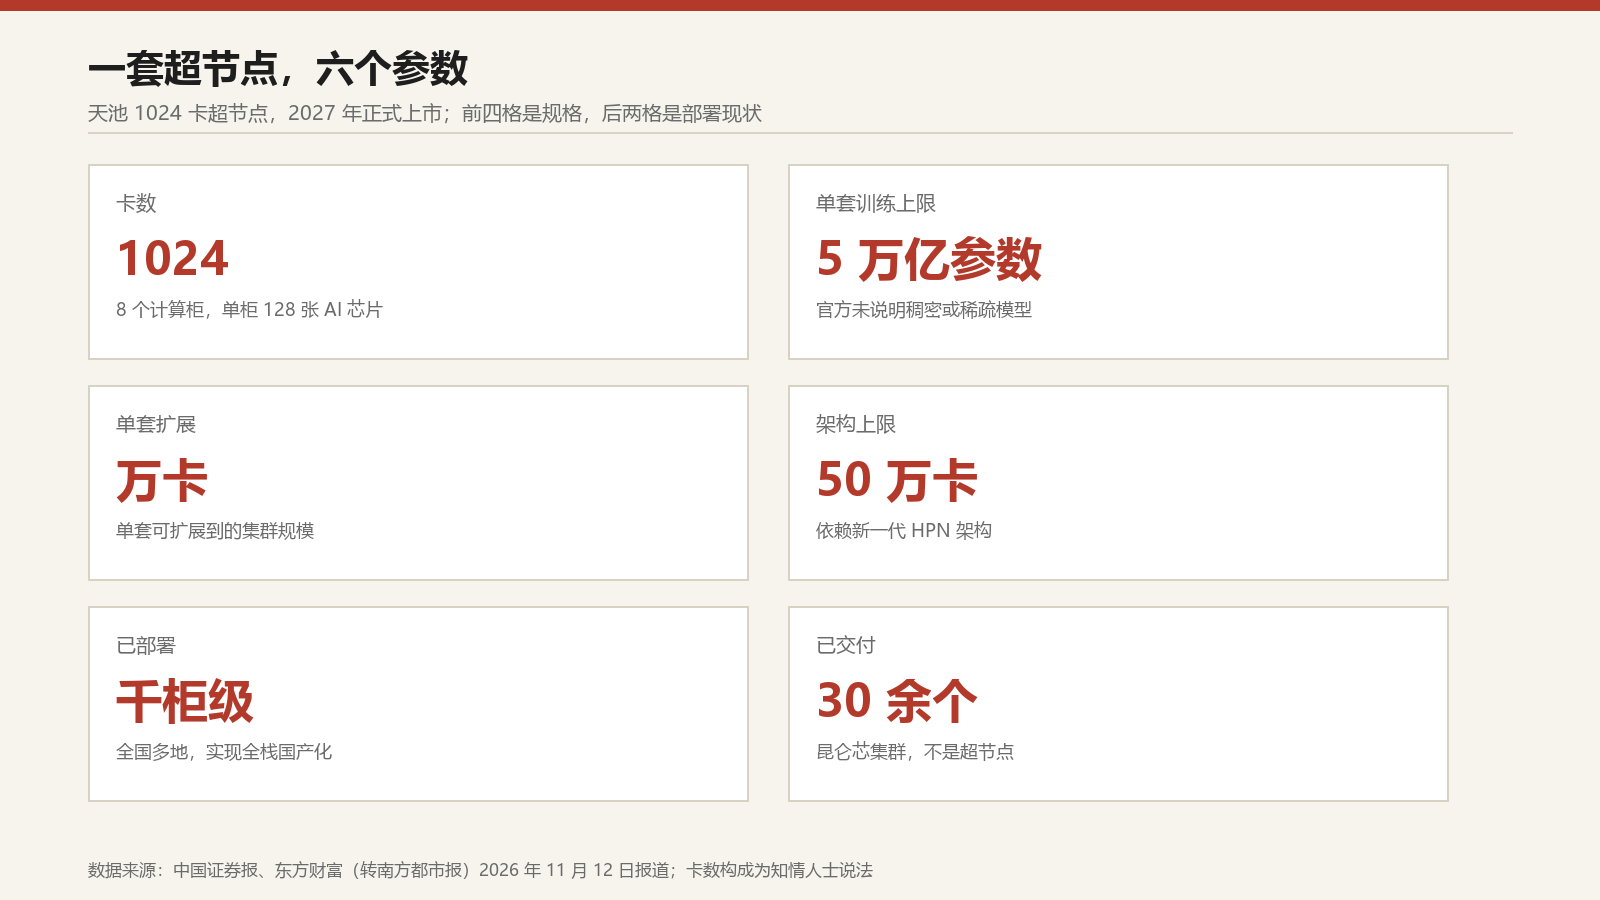 一套超节点，六个参数
天池 1024 卡超节点，2027 年正式上市；前四格是规格，后两格是部署现状
卡数
1024
8 个计算柜，单柜 128 张 AI 芯片
单套训练上限
5 万亿参数
官方未说明稠密或稀疏模型
单套扩展
万卡
单套可扩展到的集群规模
架构上限
50 万卡
依赖新一代 HPN 架构
已部署
千柜级
全国多地，实现全栈国产化
已交付
30 余个
昆仑芯集群，不是超节点
数据来源：中国证券报、东方财富（转南方都市报）2026 年 11 月 12 日报道；卡数构成为知情人士说法